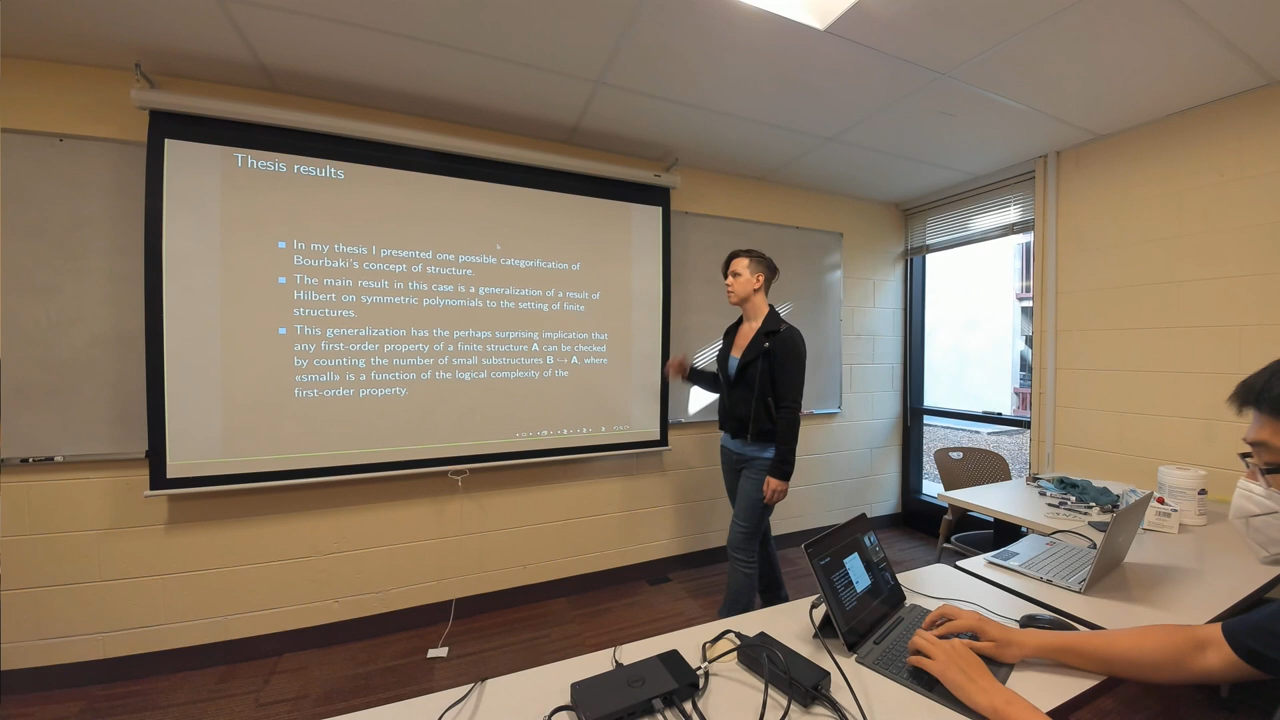 Thesis results
In my thesis I presented one possible categorification of
Bourbaki's concept of structure.
The main result in this case is a generalization of a result of
Hilbert on symmetric polynomials to the setting of finite
structures.
This generalization has the perhaps surprising implication that
any first-order property of a finite structure A can be checked
by counting the number of small substructures B ↪ A, where
«small» is a function of the logical complexity of the
first-order property.